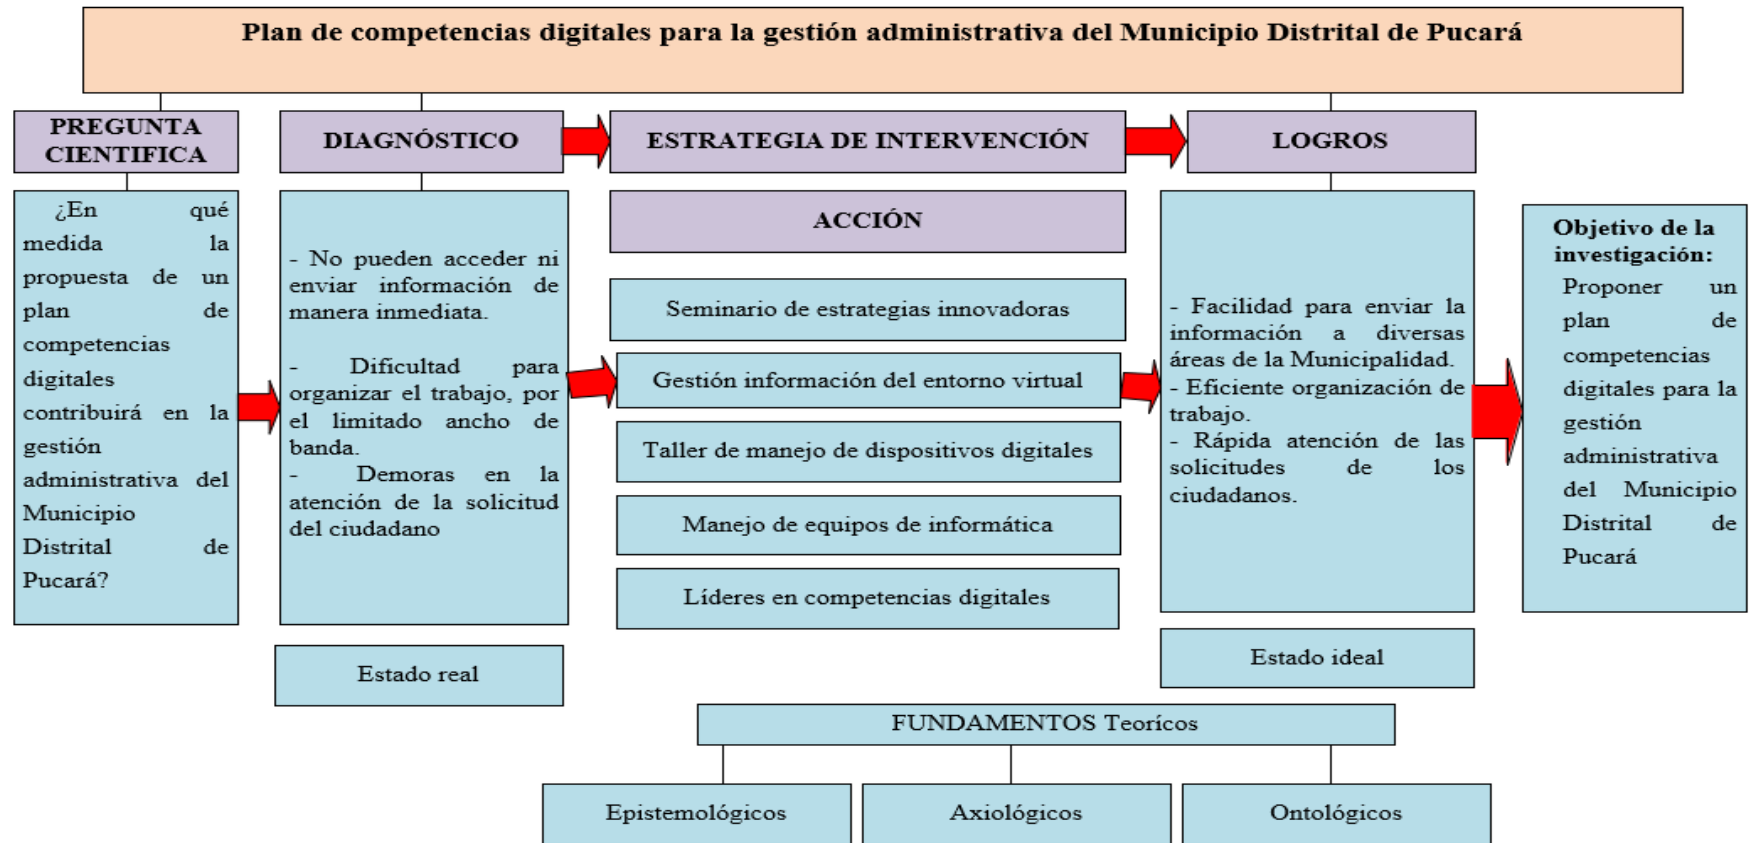 Plan de competencias digitales para la gestión administrativa del Municipio Distrital de Pucará
PREGUNTA
CIENTIFICA
¿En qué
medida la
propuesta de un
plan de
competencias
digitales
contribuirá en la
gestión
administrativa del
Municipio
Distrital de
Pucará?
DIAGNÓSTICO
- No pueden acceder ni
enviar información de
manera inmediata.
- Dificultad para
organizar el trabajo, por
el limitado ancho de
banda.
- Demoras en la
atención de la solicitud
del ciudadano
Estado real
ESTRATEGIA DE INTERVENCIÓN
ACCIÓN
Seminario de estrategias innovadoras
Gestión información del entorno virtual
Taller de manejo de dispositivos digitales
Manejo de equipos de informática
Líderes en competencias digitales
LOGROS
- Facilidad para enviar la
información a diversas
áreas de la Municipalidad.
- Eficiente organización de
trabajo.
- Rápida atención de las
solicitudes de los
ciudadanos.
Estado ideal
Objetivo de la
investigación:
Proponer un
plan de
competencias
digitales para la
gestión
administrativa
del Municipio
Distrital de
Pucará
FUNDAMENTOS Teorícos
Epistemológicos
Axiológicos
Ontológicos